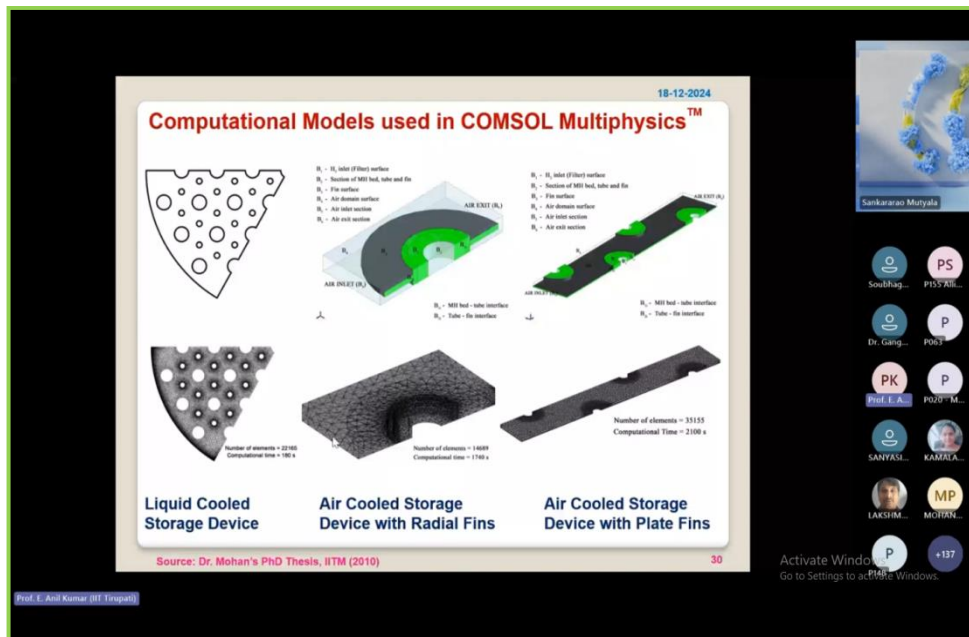 18-12-2024
Computational Models used in COMSOL Multiphysics™
B₁ - H₂ inlet (Filter) surface
B₂ - Section of MH bed, tube and fin
B₃ - Fin surface
B₄ - Air domain surface
B₅ - Air inlet section
B₆ - Air exit section
AIR EXIT (B₆)
AIR INLET (B₅)
- MH bed - tube interface
- Tube - fin interface
B₁ - H₂ inlet (Filter) surface
B₂ - Section of MH bed, tube and fin
B₃ - Fin surface
B₄ - Air domain surface
B₅ - Air inlet section
B₆ - Air exit section
AIR EXIT (B₆)
AIR INLET
- MH bed - tube interface
- Tube - fin interface
Number of elements = 22165
Computational time = 180 s
Number of elements = 14689
Computational time = 1740 s
Number of elements = 35155
Computational Time = 2100 s
Liquid Cooled
Storage Device
Air Cooled Storage
Device with Radial Fins
Air Cooled Storage
Device with Plate Fins
Source: Dr. Mohan's PhD Thesis, IITM (2010)
30
Prof. E. Anil Kumar (IIT Tirupati)
Sankararao Mutyala
PS
Soubhag...
P155 Alli...
P
Dr. Gang...
P063
PK
P
Prof. E. A...
P020 - M...
SANYASI...
KAMALA...
MP
LAKSHM...
MOHAN...
P
+137
P148
Activate Windows
Go to Settings to activate Windows.